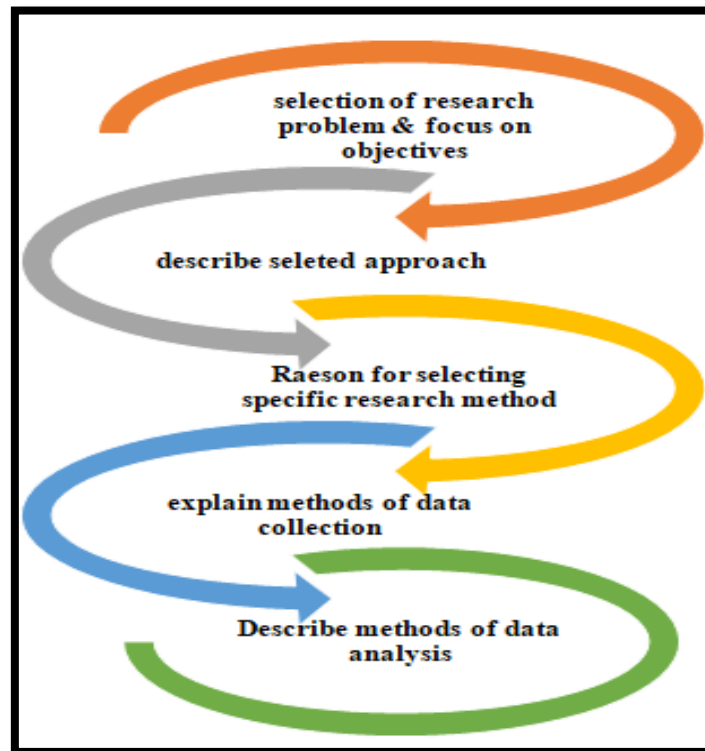 selection of research
problem & focus on
objectives
describe seleted approach
Raeson for selecting
specific research method
explain methods of data
collection
Describe methods of data
analysis